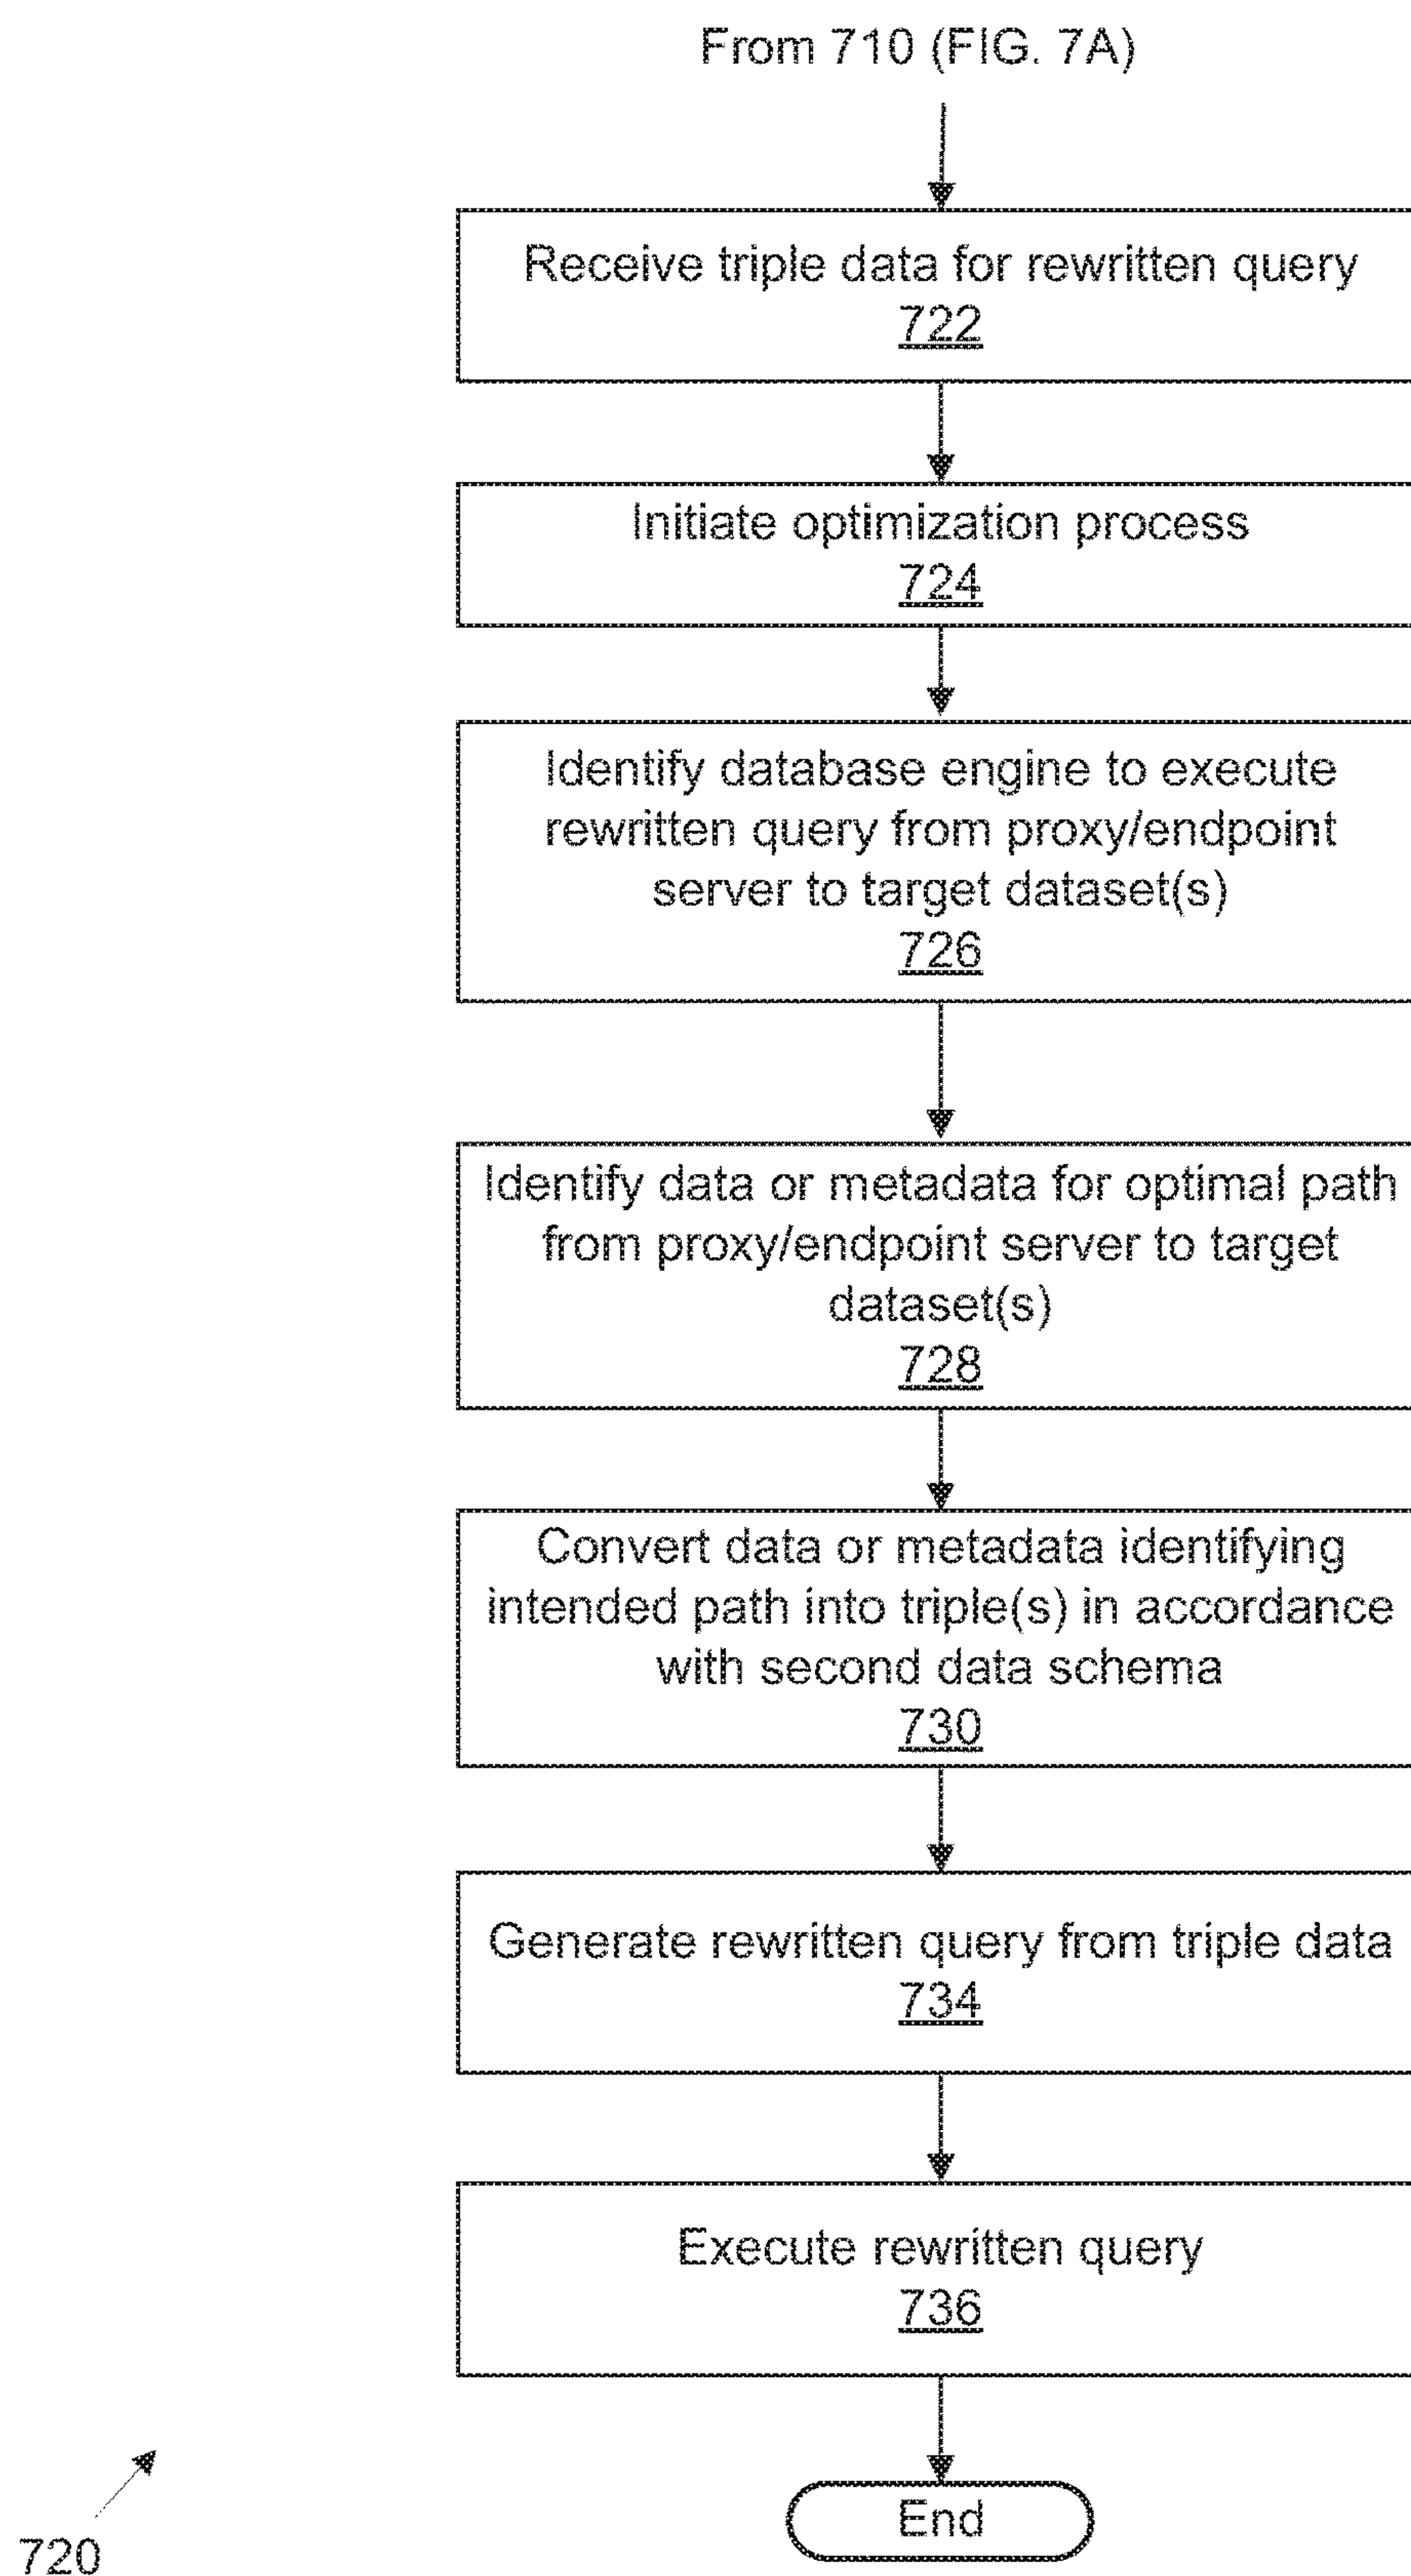 From 710 (FIG. 7A)
Receive triple data for rewritten query
722
Initiate optimization process
724
Identify database engine to execute
rewritten query from proxy/endpoint
server to target dataset(s)
726
Identify data or metadata for optimal path
from proxy/endpoint server to target
dataset(s)
728
Convert data or metadata identifying
intended path into triple(s) in accordance
with second data schema
730
Generate rewritten query from triple data
734
Execute rewritten query
736
End
720